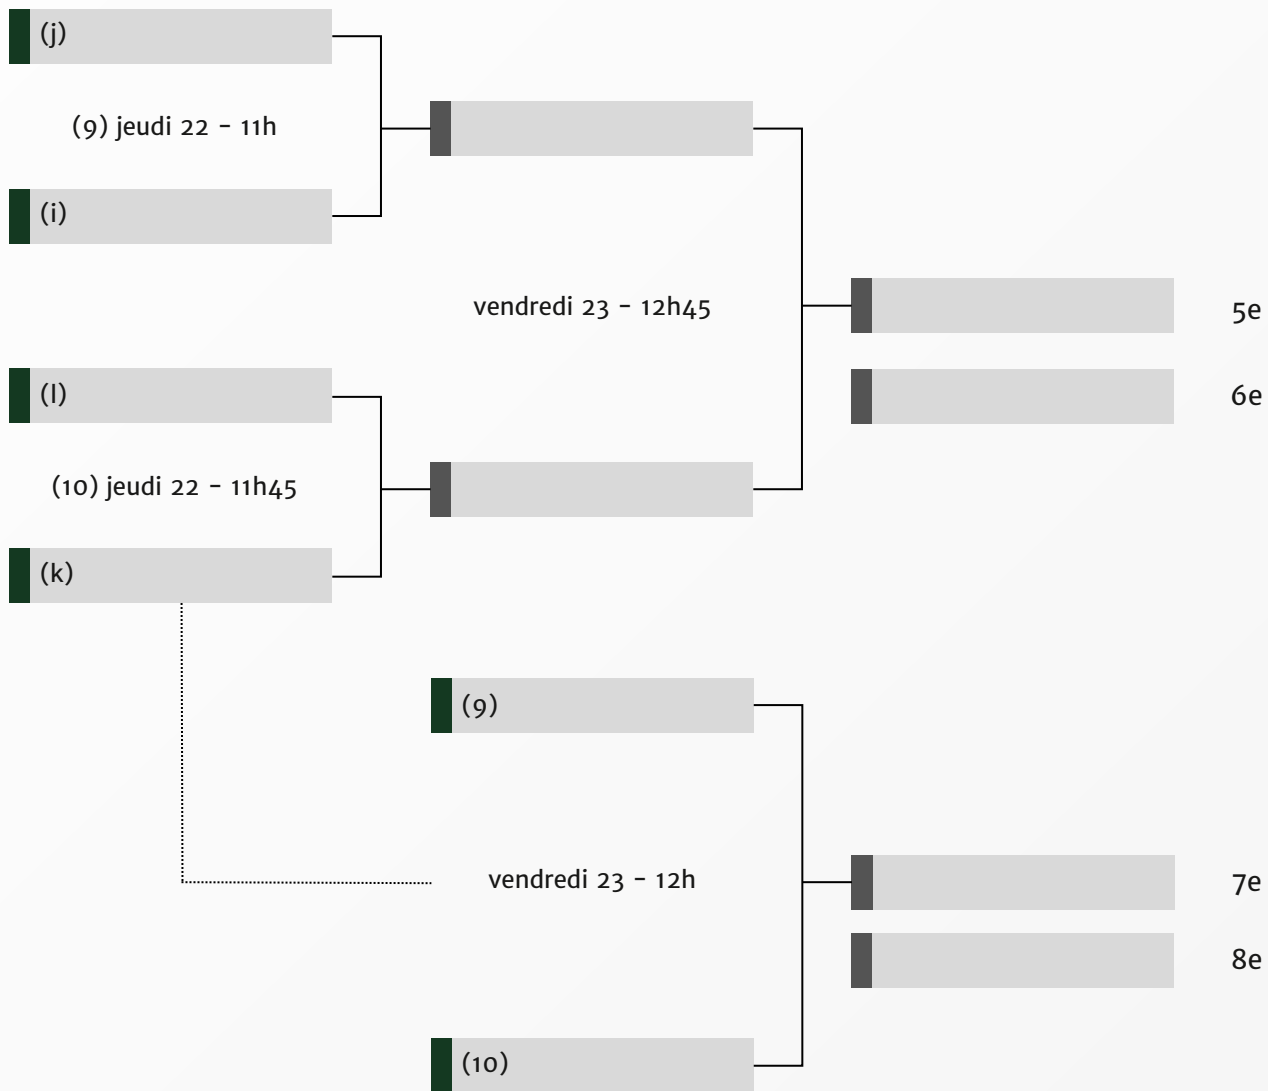 (j)
(9) jeudi 22 - 11h
(i)
vendredi 23 - 12h45
5e
(l)
6e
(10) jeudi 22 - 11h45
(k)
(9)
vendredi 23 - 12h
7e
8e
(10)